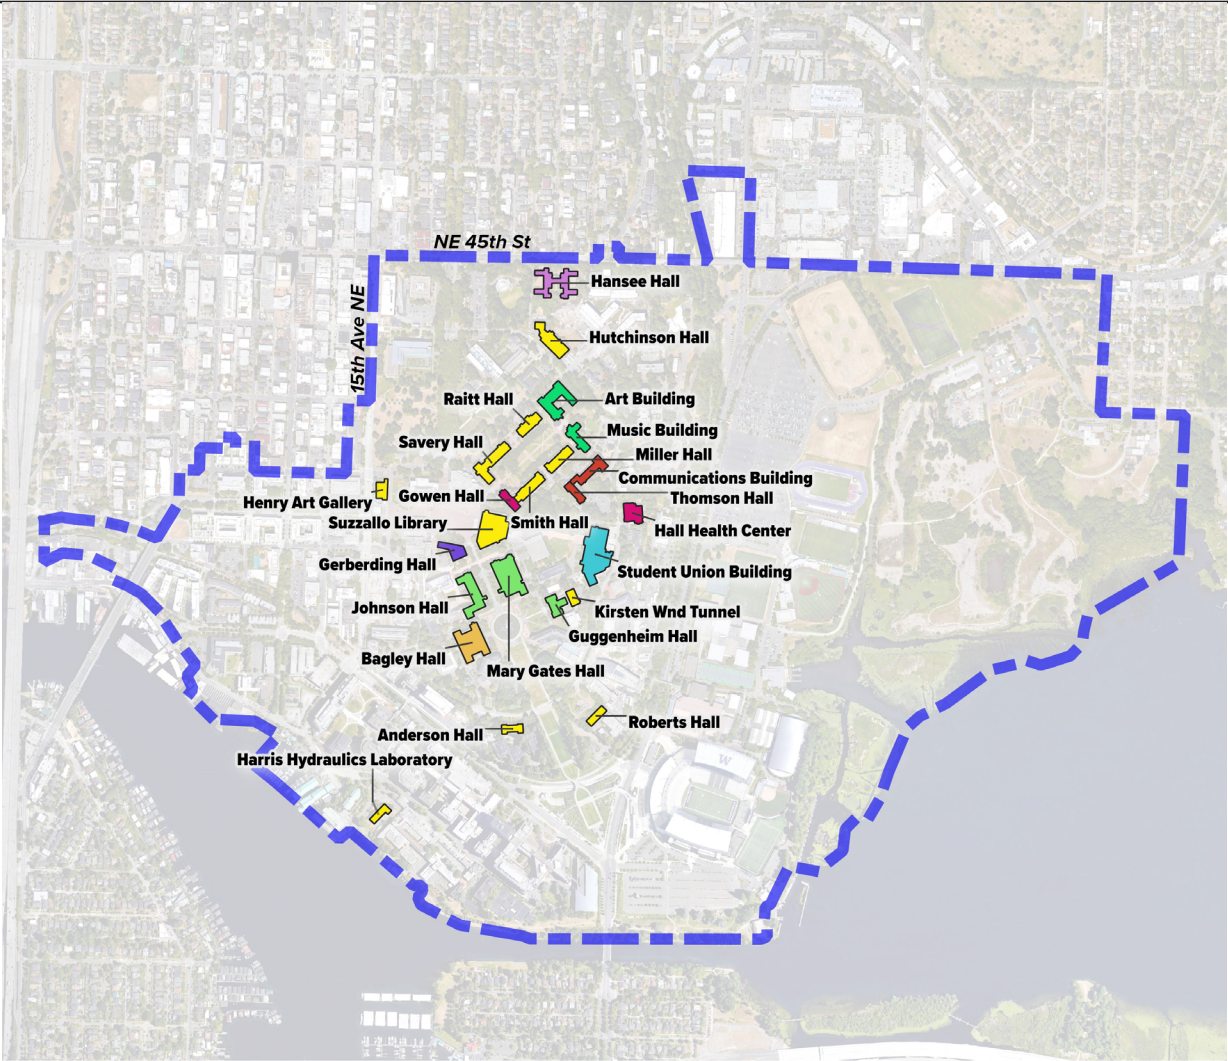 NE 45th St
Hansee Hall
15th Ave NE
Hutchinson Hall
Raitt Hall
Art Building
Music Building
Savery Hall
Miller Hall
Communications Building
Gowen Hall
Thomson Hall
Henry Art Gallery
Suzzallo Library
Smith Hall
Hall Health Center
Gerberding Hall
Student Union Building
Johnson Hall
Kirsten Wnd Tunnel
Guggenheim Hall
Bagley Hall
Mary Gates Hall
Roberts Hall
Anderson Hall
Harris Hydraulics Laboratory
W